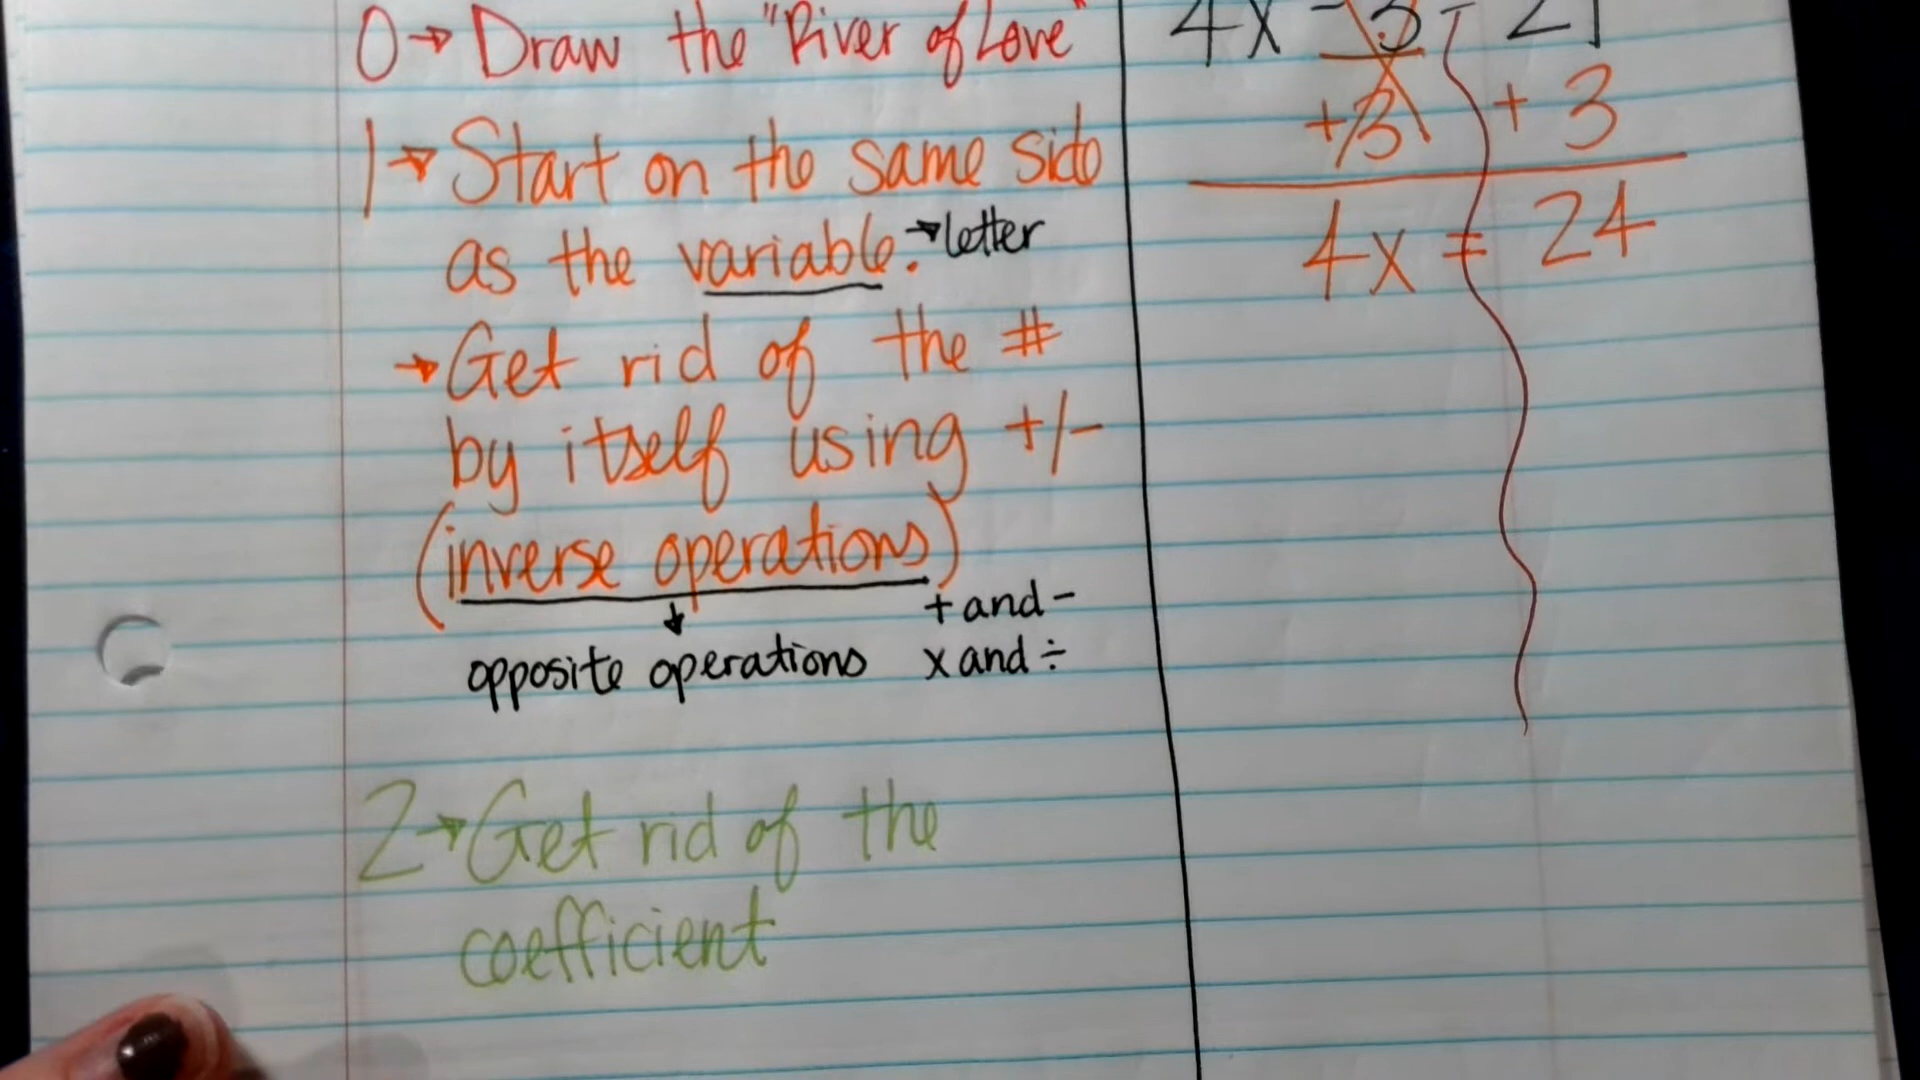 0→ Draw the "River of Love"
1→ Start on the same side
as the variable. →letter
→Get rid of the #
by itself using +/-
(inverse operations)
+ and -
opposite operations x and ÷
2→Get rid of the
coefficient
4x - 3 = 21
+3 + 3
4x = 24